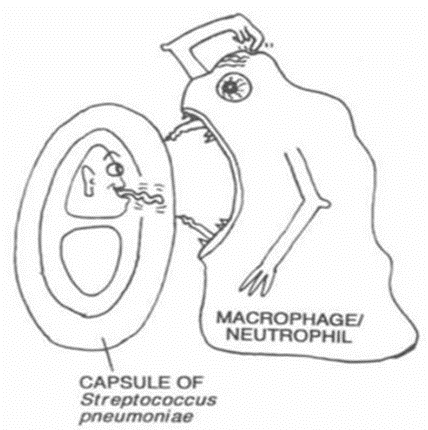 MACROPHAGE/
NEUTROPHIL
CAPSULE OF
Streptococcus
pneumoniae